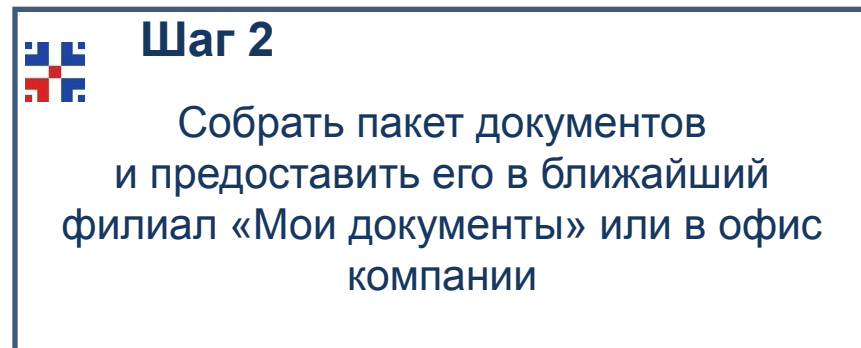 Шаг 2
Собрать пакет документов
и предоставить его в ближайший
филиал «Мои документы» или в офис
компании